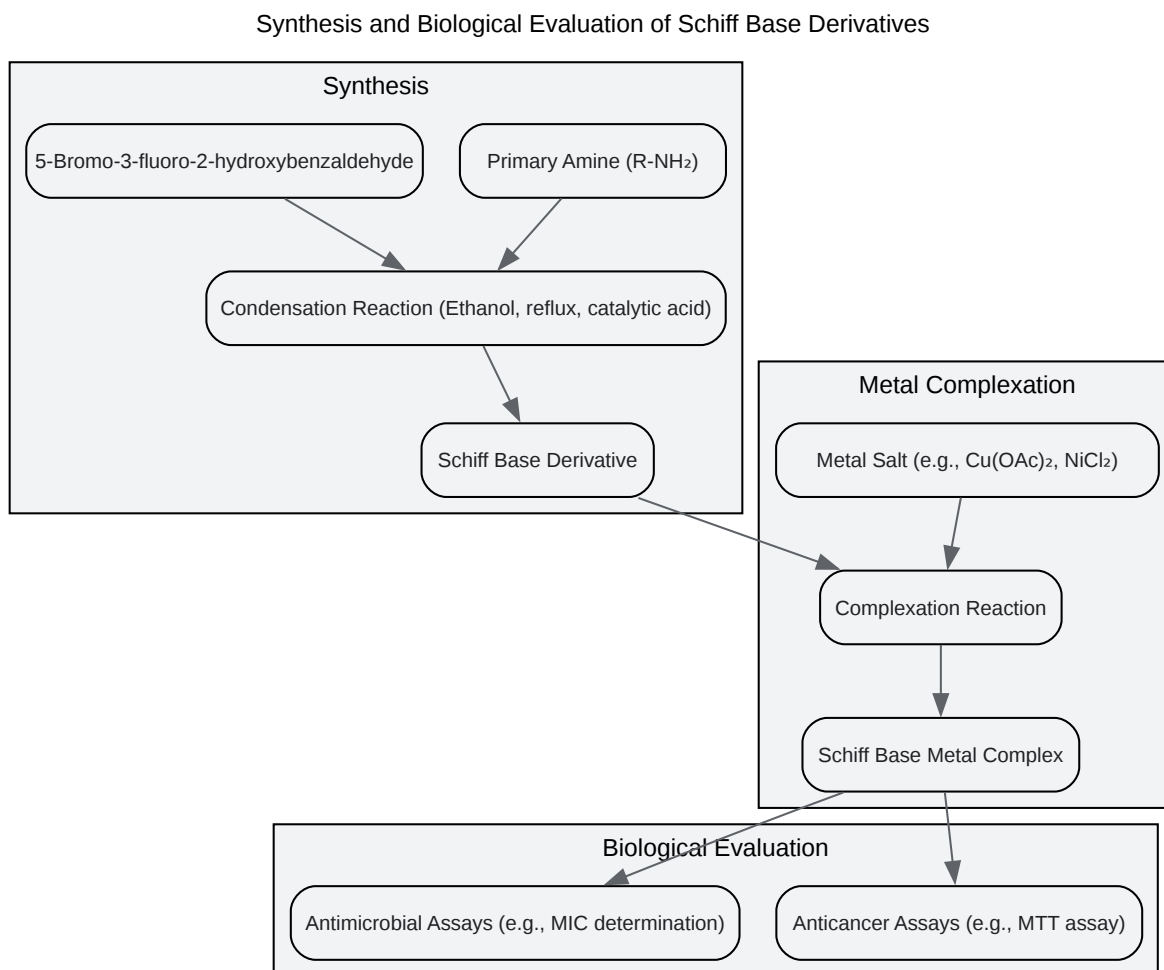 Synthesis and Biological Evaluation of Schiff Base Derivatives
Synthesis
5-Bromo-3-fluoro-2-hydroxybenzaldehyde
Primary Amine (R-NH₂)
Condensation Reaction (Ethanol, reflux, catalytic acid)
Schiff Base Derivative
Metal Complexation
Metal Salt (e.g., Cu(OAc)₂, NiCl₂)
Complexation Reaction
Schiff Base Metal Complex
Biological Evaluation
Antimicrobial Assays (e.g., MIC determination)
Anticancer Assays (e.g., MTT assay)